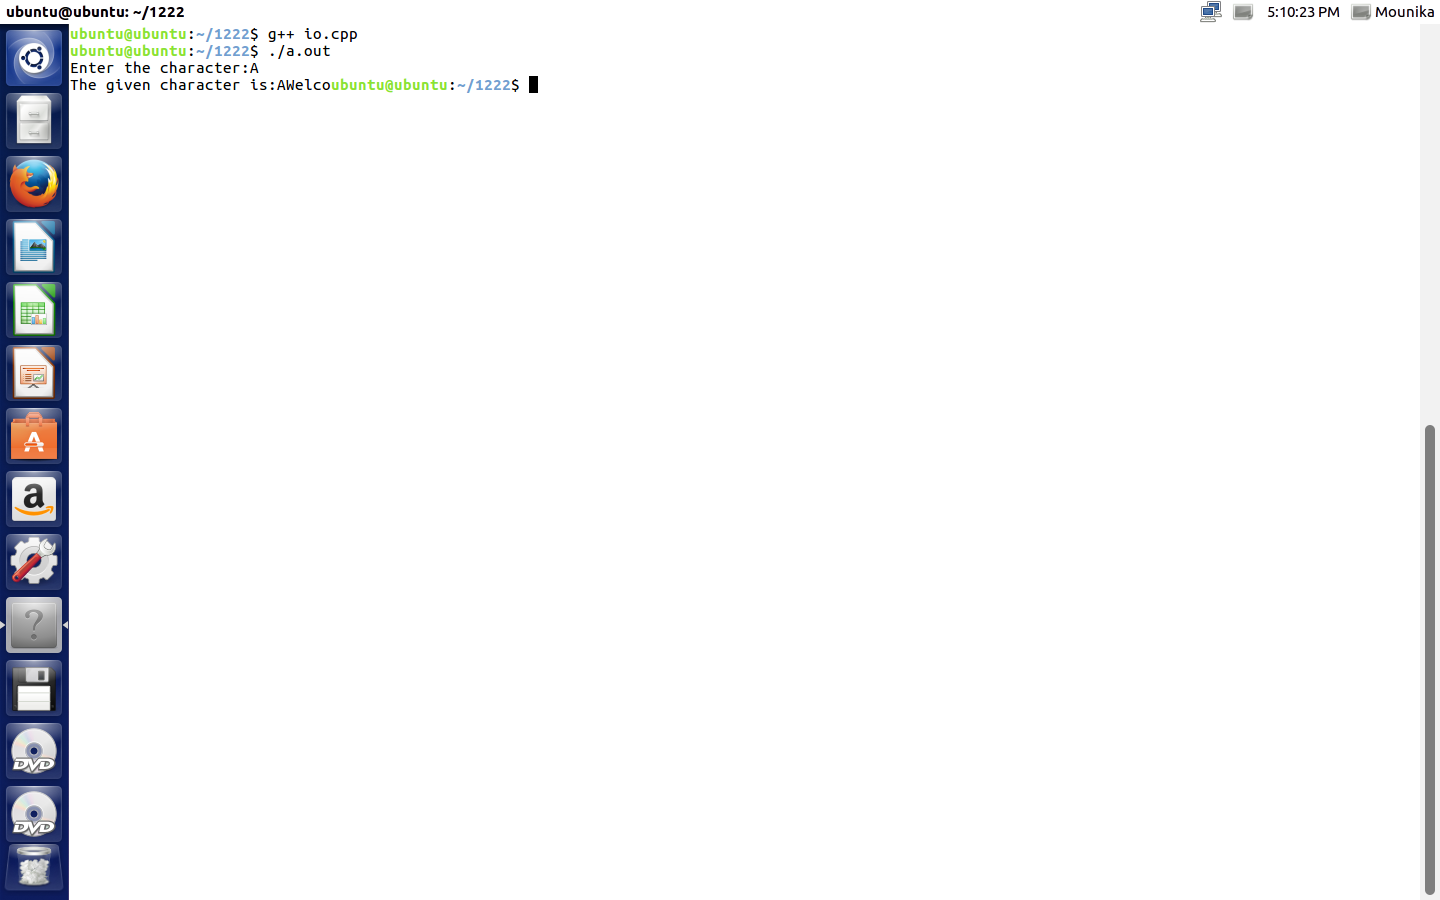 ubuntu@ubuntu: ~/1222
5:10:23 PM
Mounika
ubuntu@ubuntu:~/1222$ g++ io.cpp
ubuntu@ubuntu:~/1222$ ./a.out
Enter the character:A
The given character is:AWelcoubuntu@ubuntu:~/1222$
A
a
?
DVD
DVD